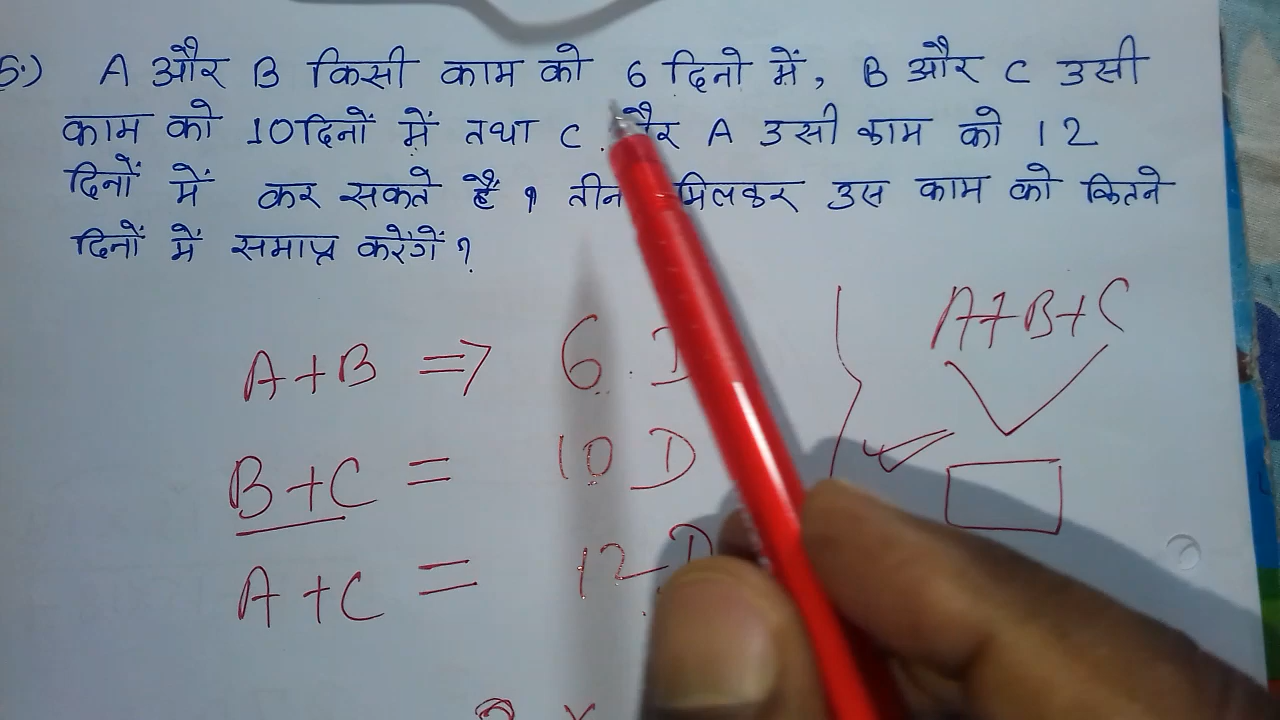 5.) A और B किसी काम को 6 दिनो में, B और C उसी
काम को 10 दिनों में तथा C और A उसी काम को 12
दिनों में कर सकते हैं । तीन मिलकर उस काम को कितने
दिनों में समाप्त करेंगें ?
A+B ⇒ 6 D
A+B+C
B+C = 10 D
A+C = 12 D